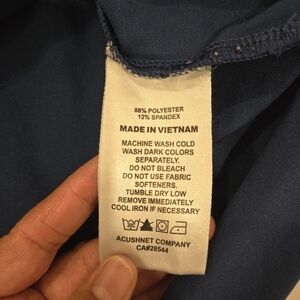 88% POLYESTER
12% SPANDEX
MADE IN VIETNAM
MACHINE WASH COLD
WASH DARK COLORS
SEPARATELY.
DO NOT BLEACH
DO NOT USE FABRIC
SOFTENERS.
TUMBLE DRY LOW
REMOVE IMMEDIATELY
COOL IRON IF NECESSARY
ACUSHNET COMPANY
CA#28544